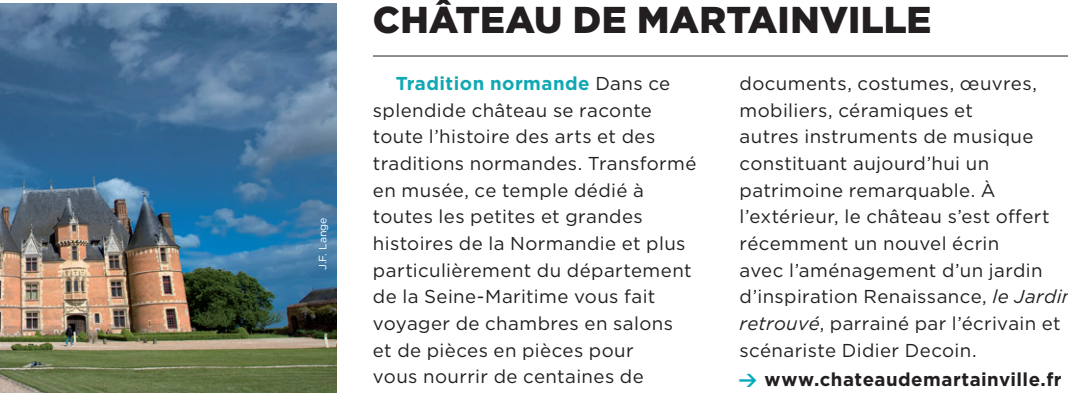 CHÂTEAU DE MARTAINVILLE
Tradition normande Dans ce
splendide château se raconte
toute l’histoire des arts et des
traditions normandes. Transformé
en musée, ce temple dédié à
toutes les petites et grandes
histoires de la Normandie et plus
particulièrement du département
de la Seine-Maritime vous fait
voyager de chambres en salons
et de pièces en pièces pour
vous nourrir de centaines de
documents, costumes, œuvres,
mobiliers, céramiques et
autres instruments de musique
constituant aujourd’hui un
patrimoine remarquable. À
l’extérieur, le château s’est offert
récemment un nouvel écrin
avec l’aménagement d’un jardin
d’inspiration Renaissance, le Jardin
retrouvé, parrainé par l’écrivain et
scénariste Didier Decoin.
→ www.chateaudemartainville.fr
J.F. Lange